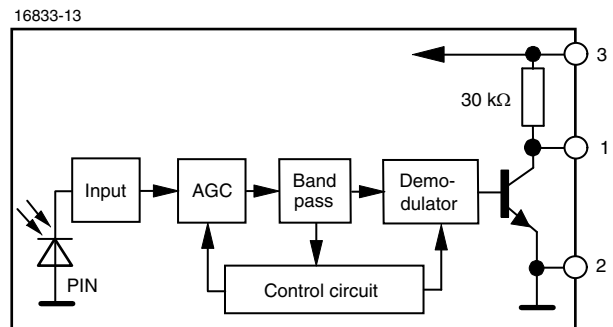 16833-13
3
30 kΩ
1
Input
AGC
Band
pass
Demo-
dulator
2
PIN
Control circuit